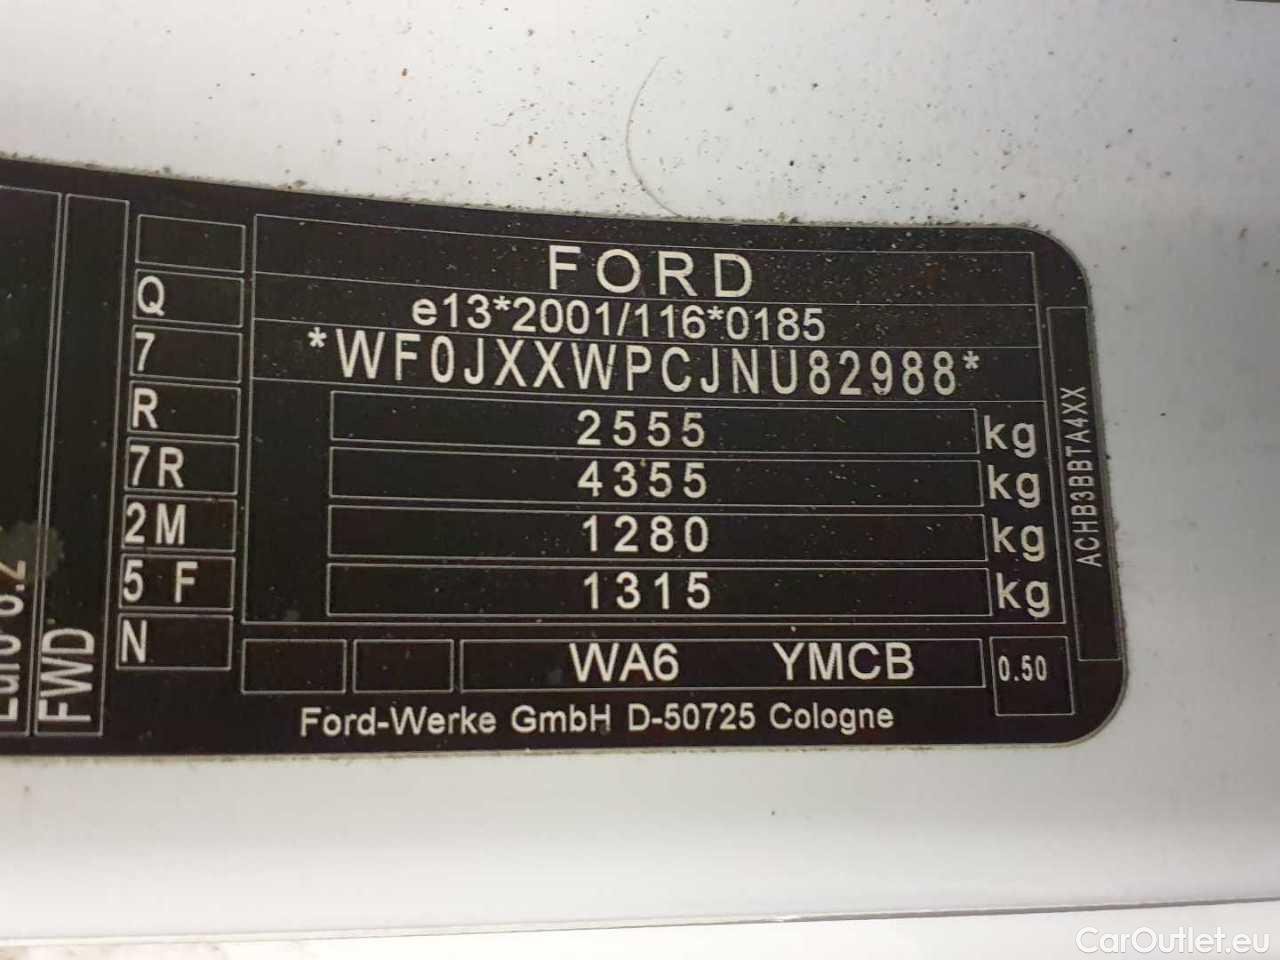 FORD
e13*2001/116*0185
*WF0JXXWPCJNU82988*
2555 kg
4355 kg
1280 kg
1315 kg
WA6 YMCB 0.50
Ford-Werke GmbH D-50725 Cologne
Q
7
R
7R
2M
5 F
N
FWD
ACHB3BBTA4XX
CarOutlet.eu